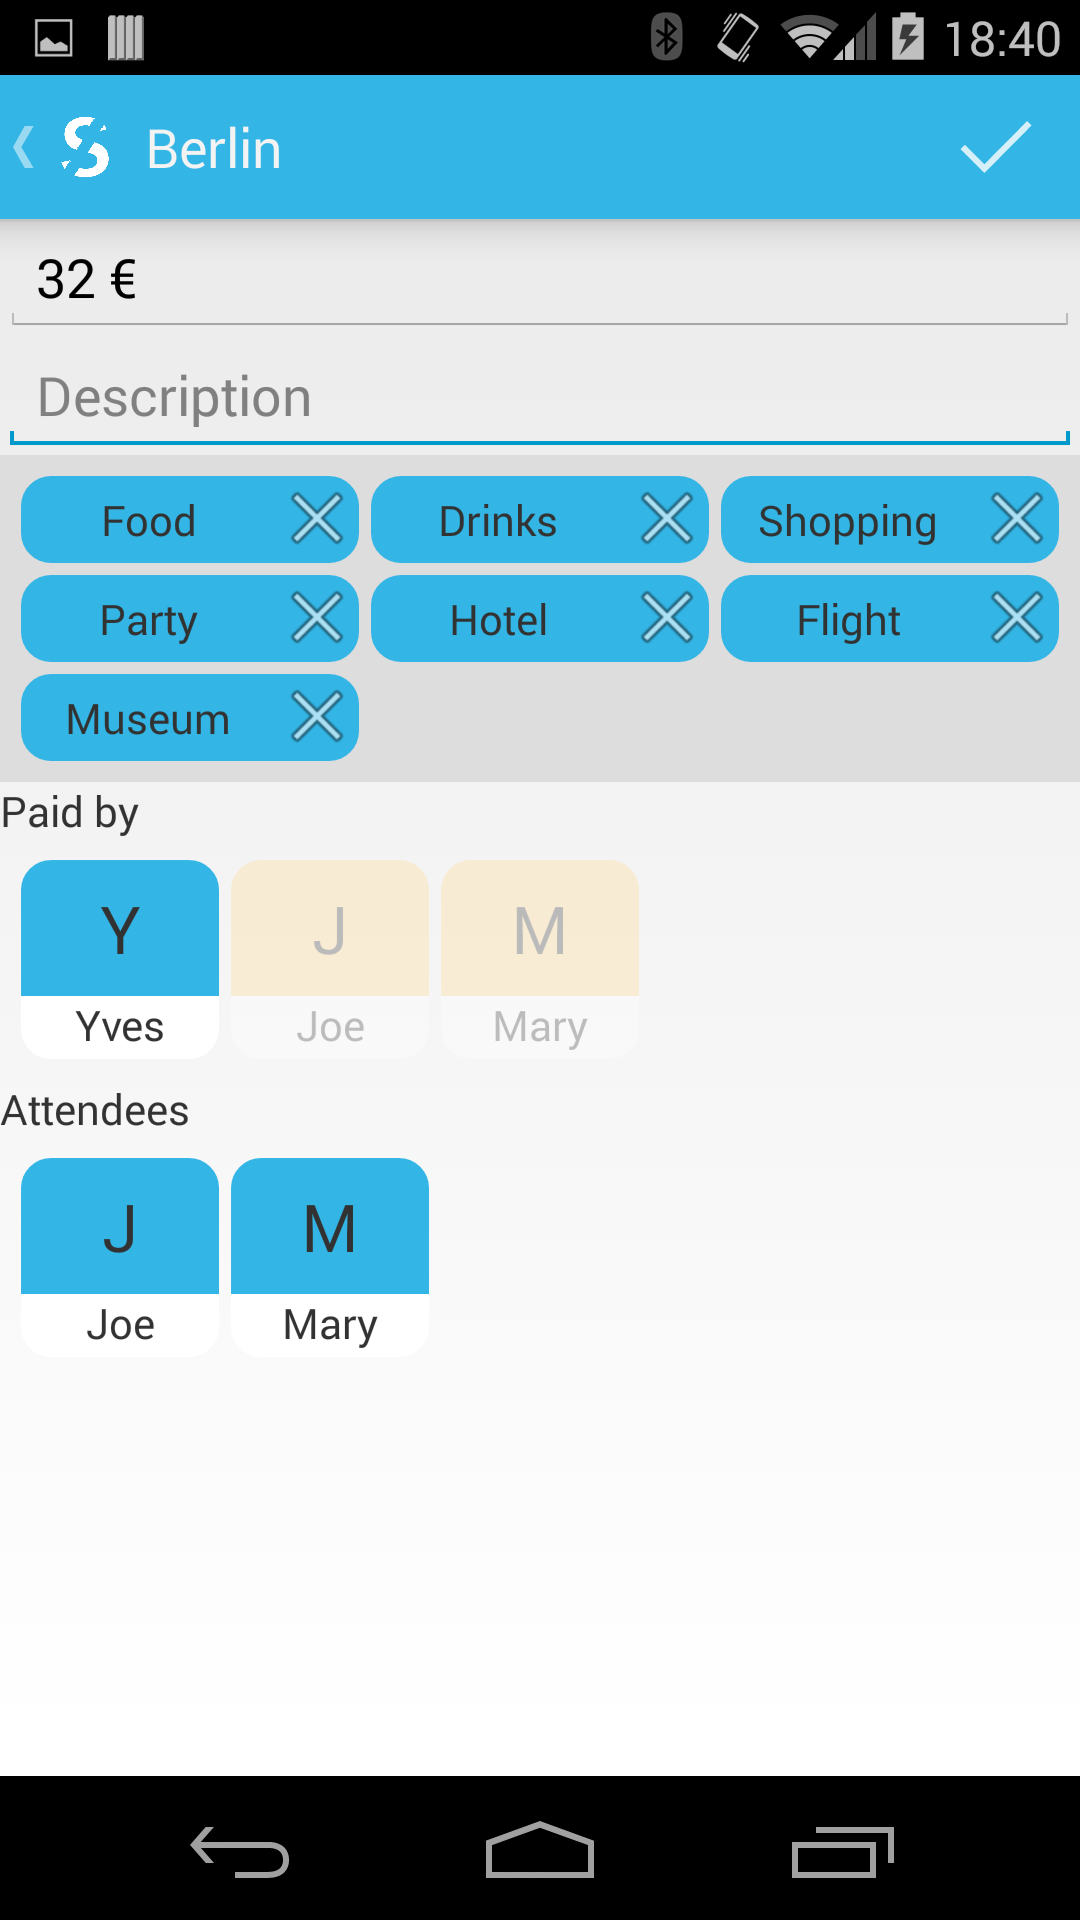 18:40
S Berlin
32 €
Description
Food Drinks Shopping
Party Hotel Flight
Museum
Paid by
Y J M
Yves Joe Mary
Attendees
J M
Joe Mary